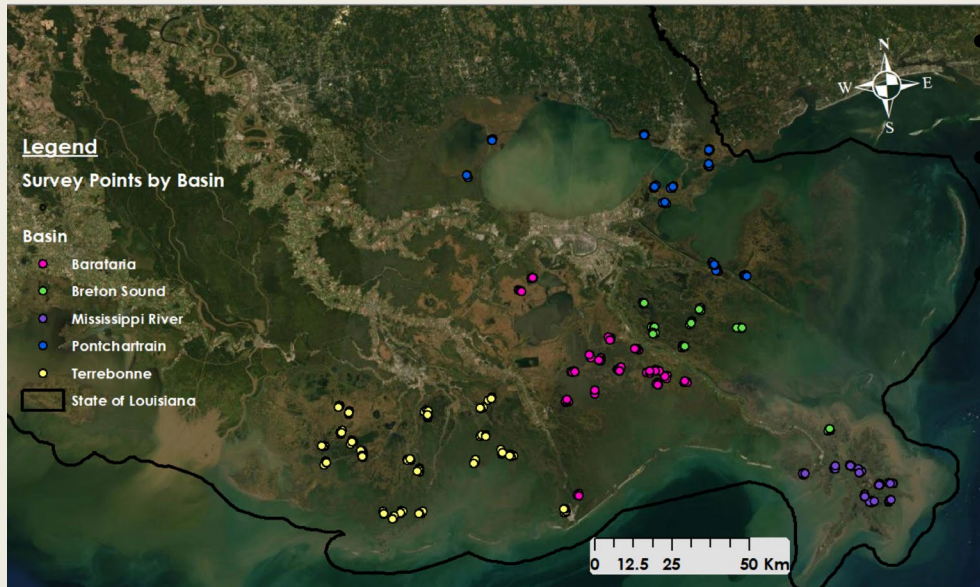 N
W E
S
Legend
Survey Points by Basin
Basin
Barataria
Breton Sound
Mississippi River
Pontchartrain
Terrebonne
State of Louisiana
0 12.5 25 50 Km